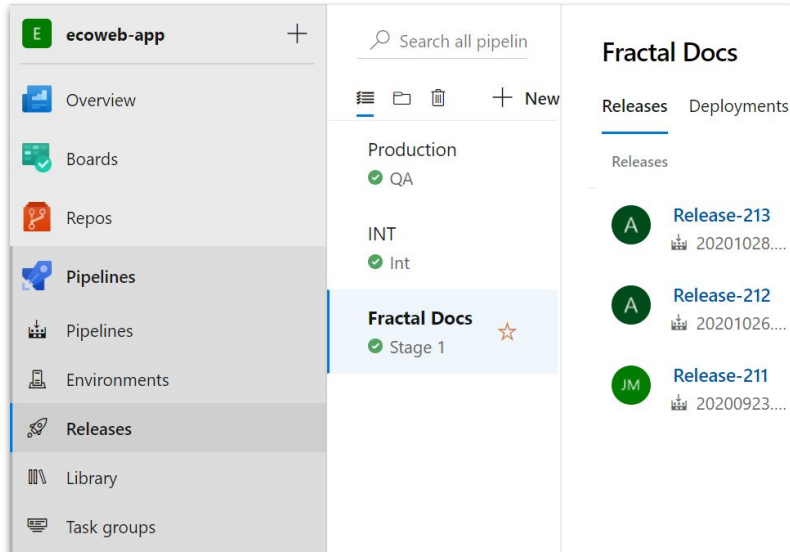 E ecoweb-app
Overview
Boards
Repos
Pipelines
Pipelines
Environments
Releases
Library
Task groups
Search all pipelin
New
Production
QA
INT
Int
Fractal Docs
Stage 1
Fractal Docs
Releases Deployments
Releases
A Release-213
20201028....
A Release-212
20201026....
JM Release-211
20200923....